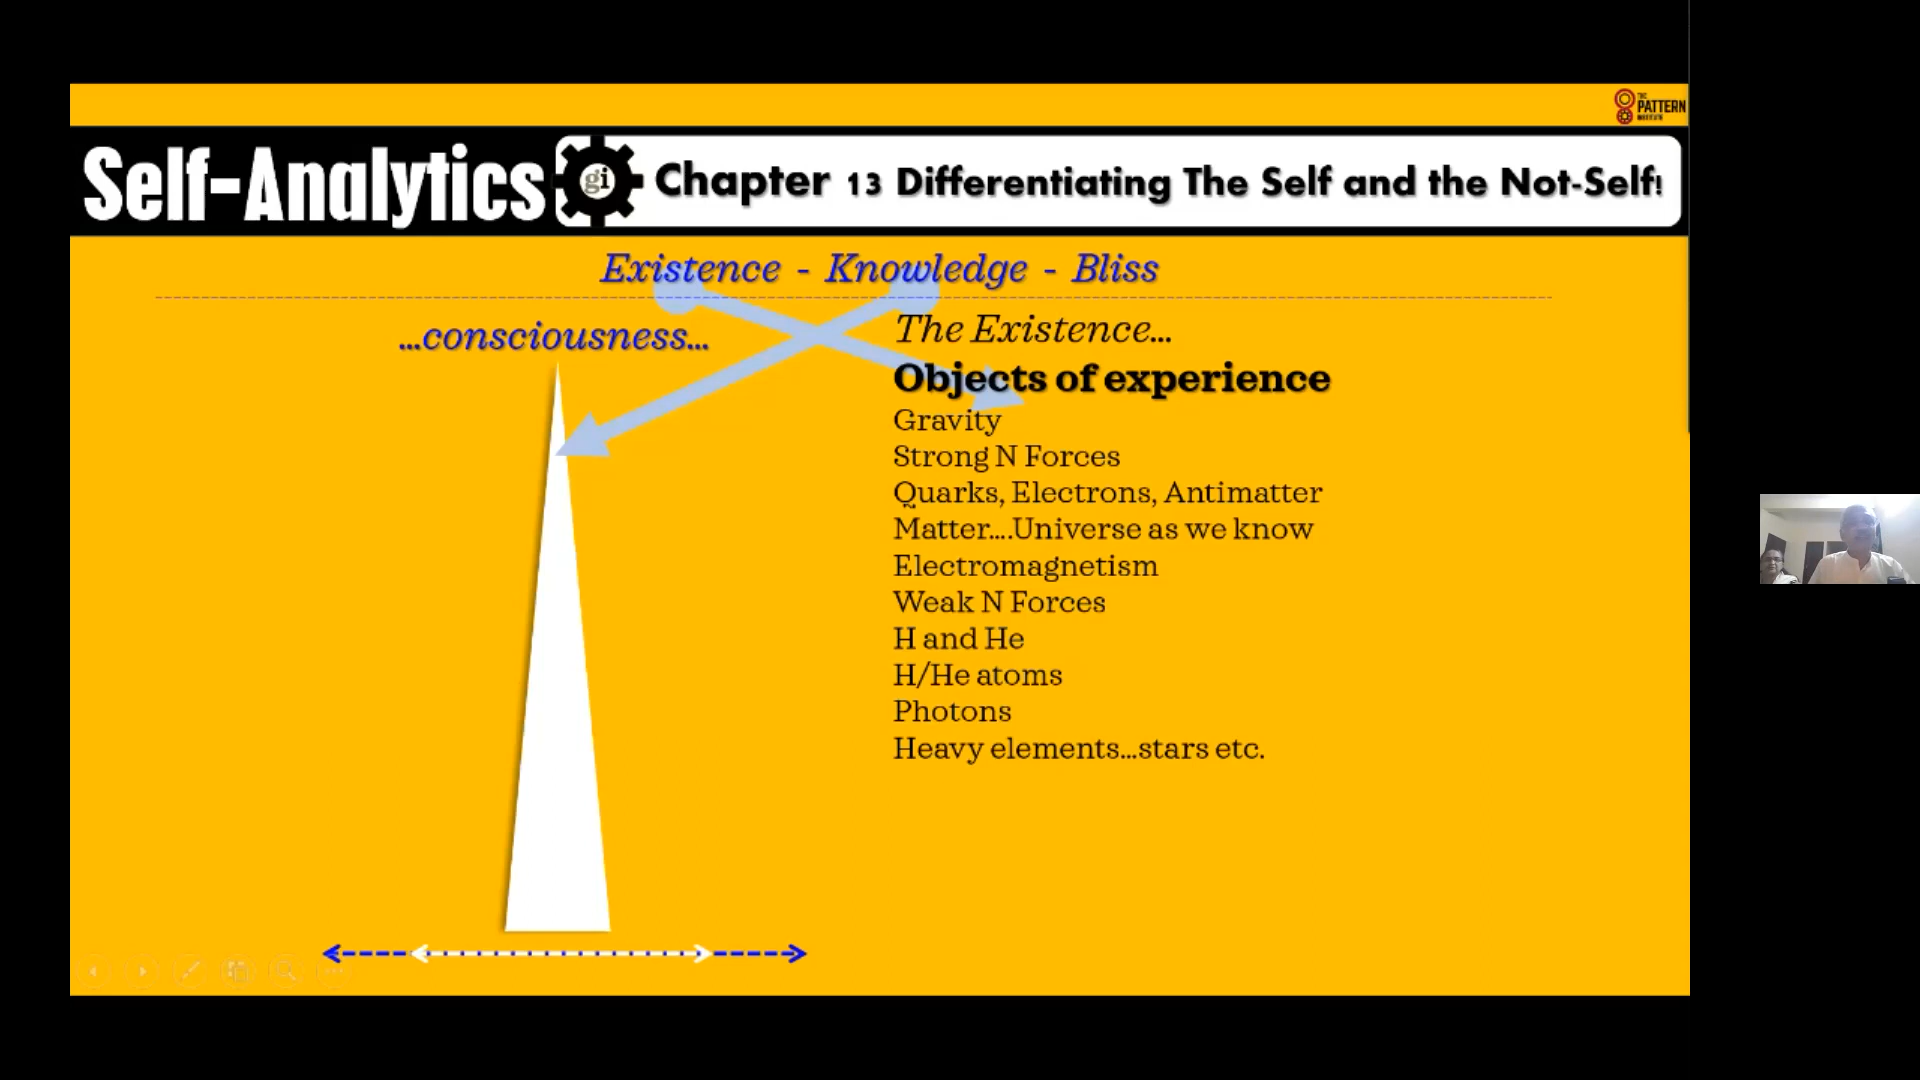 THE
PATTERN
INSTITUTE
Self-Analytics
gi
Chapter 13 Differentiating The Self and the Not-Self!
Existence - Knowledge - Bliss
...consciousness...
The Existence...
Objects of experience
Gravity
Strong N Forces
Quarks, Electrons, Antimatter
Matter....Universe as we know
Electromagnetism
Weak N Forces
H and He
H/He atoms
Photons
Heavy elements...stars etc.